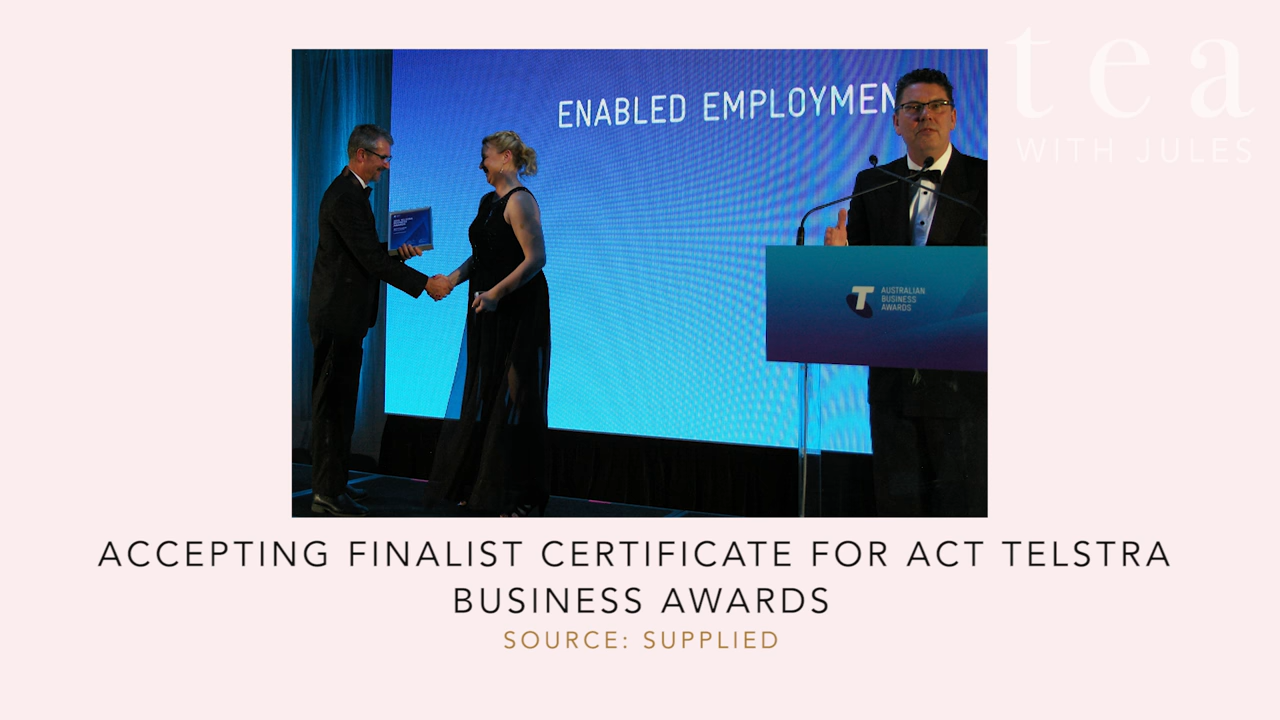 tea
WITH JULES
ENABLED EMPLOYMEN
AUSTRALIAN
BUSINESS
AWARDS
ACCEPTING FINALIST CERTIFICATE FOR ACT TELSTRA
BUSINESS AWARDS
SOURCE: SUPPLIED